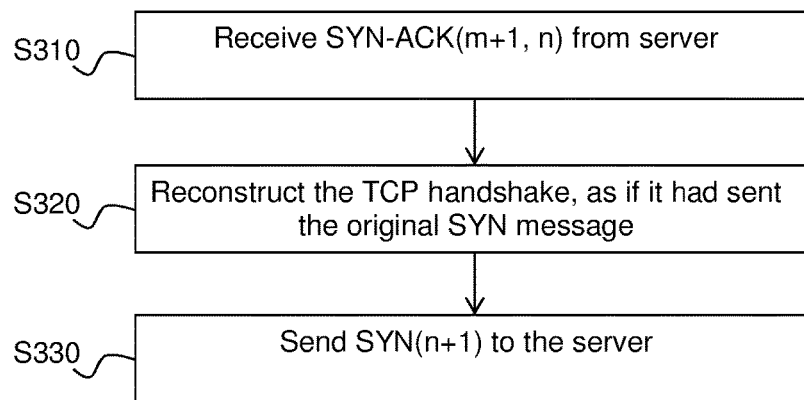 S310
Receive SYN-ACK(m+1, n) from server
S320
Reconstruct the TCP handshake, as if it had sent
the original SYN message
S330
Send SYN(n+1) to the server